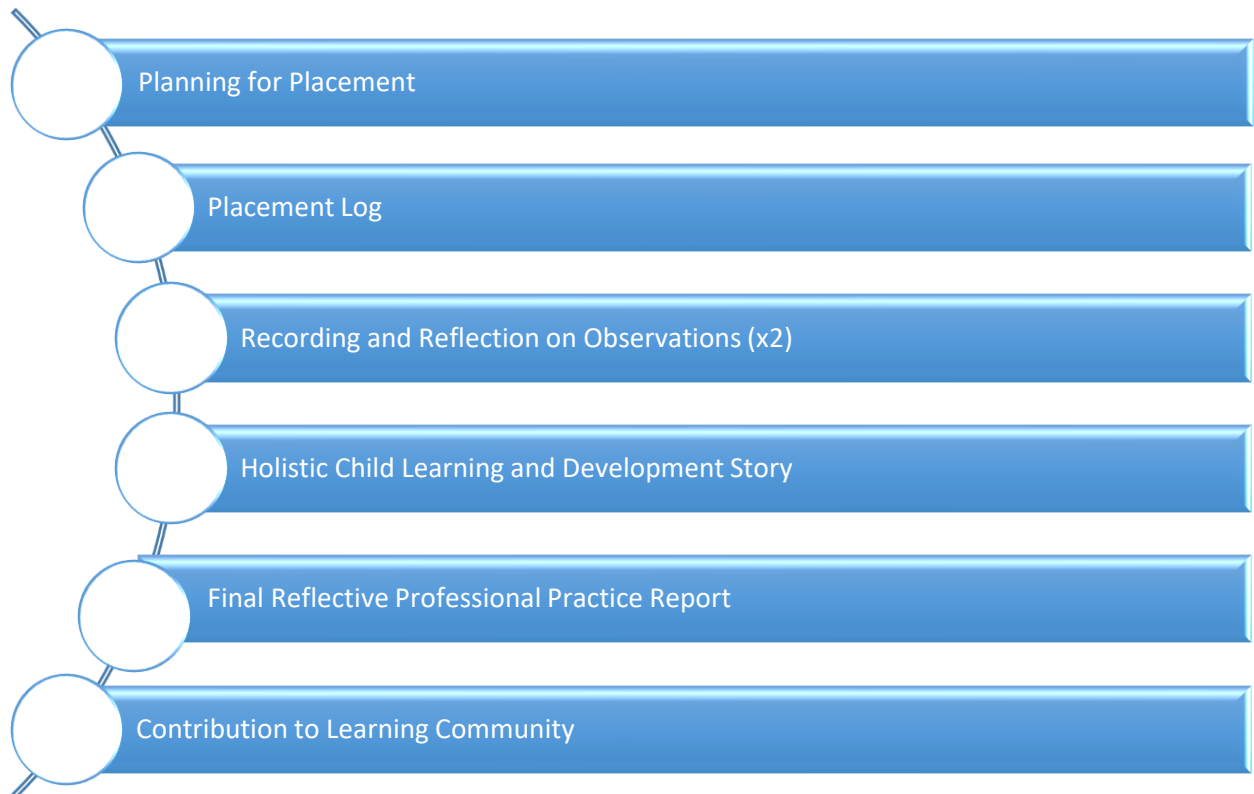 Planning for Placement
Placement Log
Recording and Reflection on Observations (x2)
Holistic Child Learning and Development Story
Final Reflective Professional Practice Report
Contribution to Learning Community